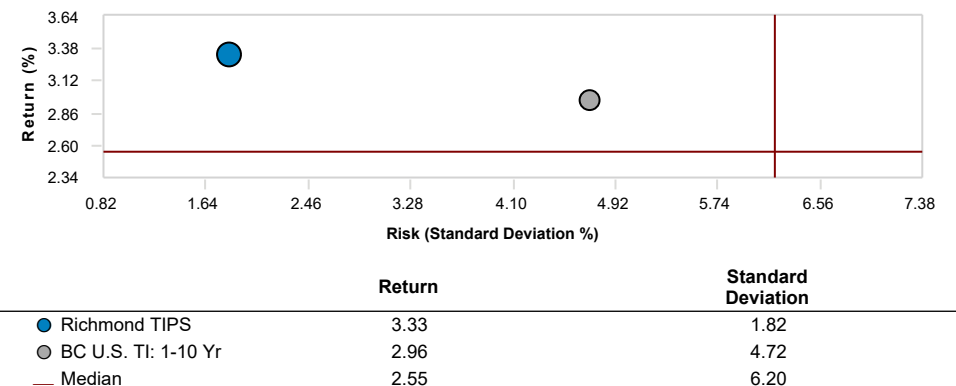 3.64
3.38
3.12
2.86
2.60
2.34
Return (%)
0.82 1.64 2.46 3.28 4.10 4.92 5.74 6.56 7.38
Risk (Standard Deviation %)
Return Standard Deviation
Richmond TIPS 3.33 1.82
BC U.S. TI: 1-10 Yr 2.96 4.72
Median 2.55 6.20